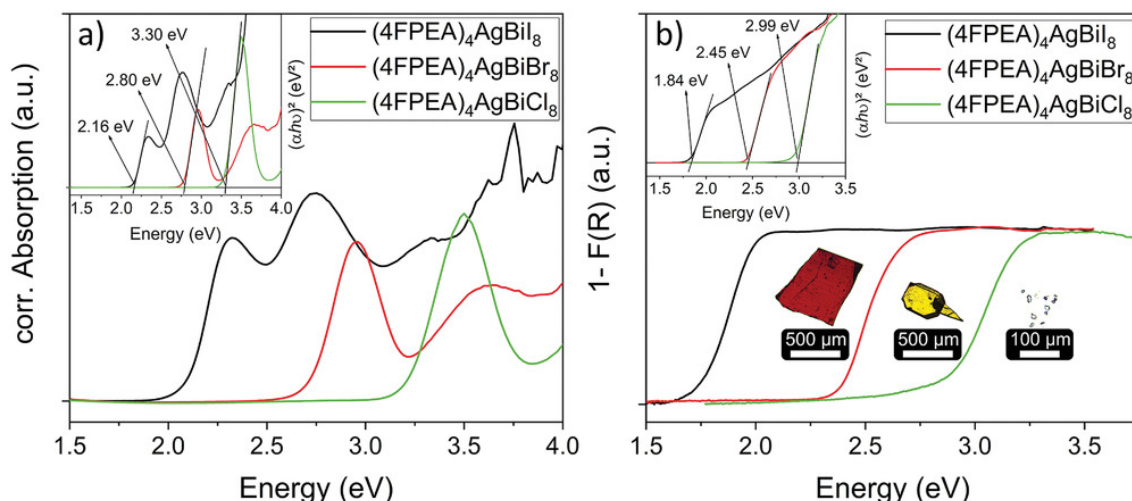 a)
3.30 eV
2.80 eV
2.16 eV
(αhυ)² (eV²)
1.5 2.0 2.5 3.0 3.5 4.0
Energy (eV)
(4FPEA)₄AgBiI₈
(4FPEA)₄AgBiBr₈
(4FPEA)₄AgBiCl₈
corr. Absorption (a.u.)
1.5 2.0 2.5 3.0 3.5 4.0
Energy (eV)
b)
2.99 eV
2.45 eV
1.84 eV
(αhυ)² (eV²)
1.5 2.0 2.5 3.0 3.5
Energy (eV)
(4FPEA)₄AgBiI₈
(4FPEA)₄AgBiBr₈
(4FPEA)₄AgBiCl₈
1- F(R) (a.u.)
500 µm
500 µm
100 µm
1.5 2.0 2.5 3.0 3.5
Energy (eV)